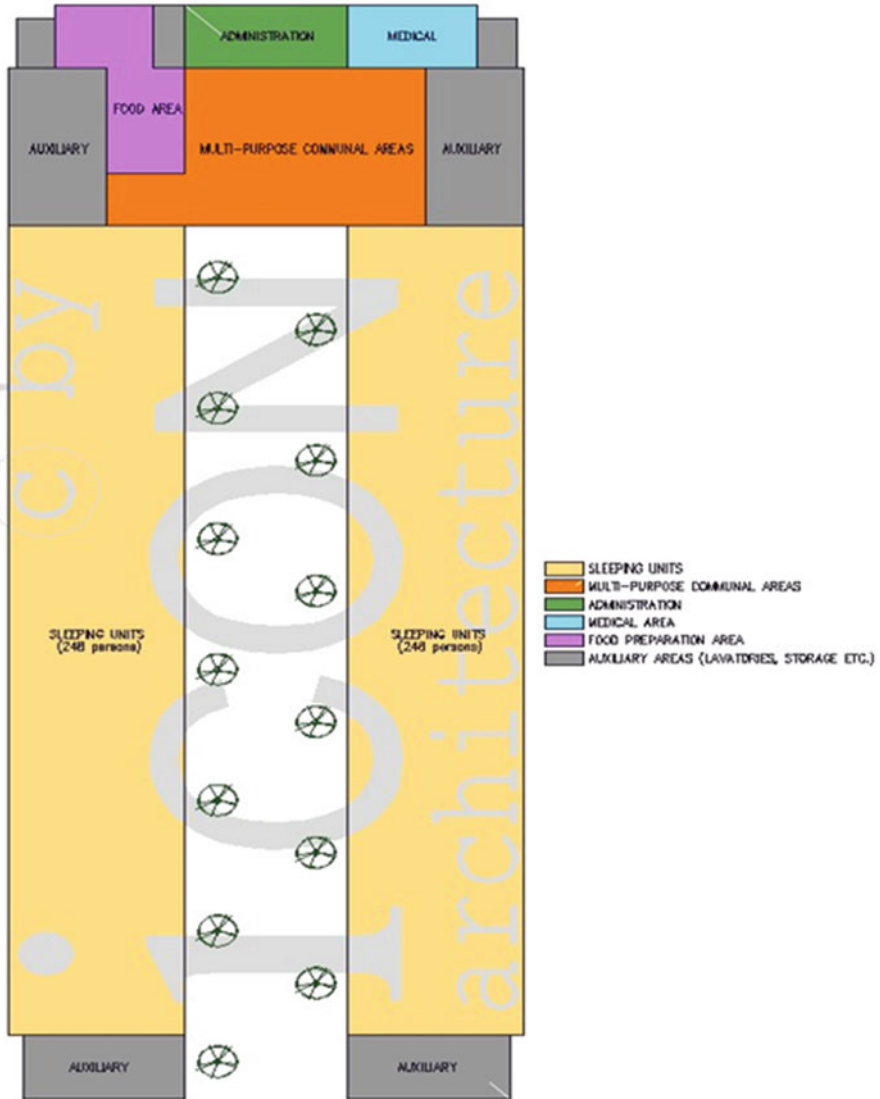 ADMINISTRATION
MEDICAL
FOOD AREA
AUXILIARY
MULTI-PURPOSE COMMUNAL AREAS
AUXILIARY
© by
i CON
architecture
SLEEPING UNITS
(248 persons)
SLEEPING UNITS
(248 persons)
SLEEPING UNITS
MULTI-PURPOSE COMMUNAL AREAS
ADMINISTRATION
MEDICAL AREA
FOOD PREPARATION AREA
AUXILIARY AREAS (LAVATORIES, STORAGE ETC.)
AUXILIARY
AUXILIARY